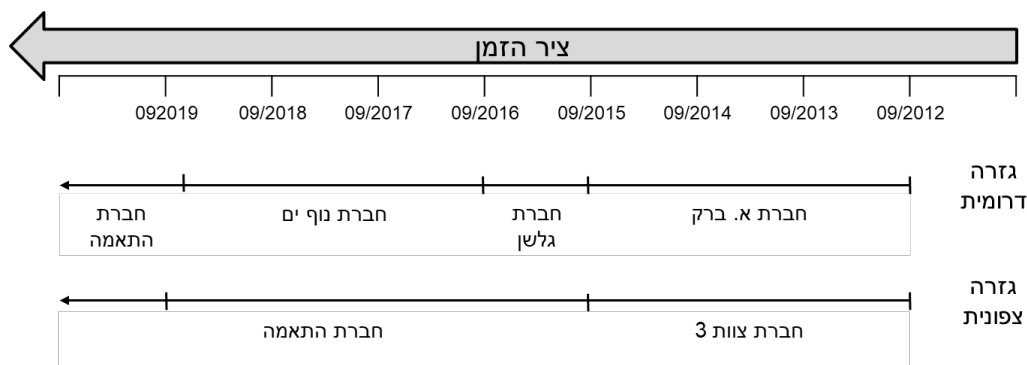 ציר הזמן
09/2012 09/2013 09/2014 09/2015 09/2016 09/2017 09/2018 092019
גזרה
דרומית
חברת א. ברק
חברת
גלשן
חברת נוף ים
חברת
התאמה
גזרה
צפונית
חברת צוות 3
חברת התאמה